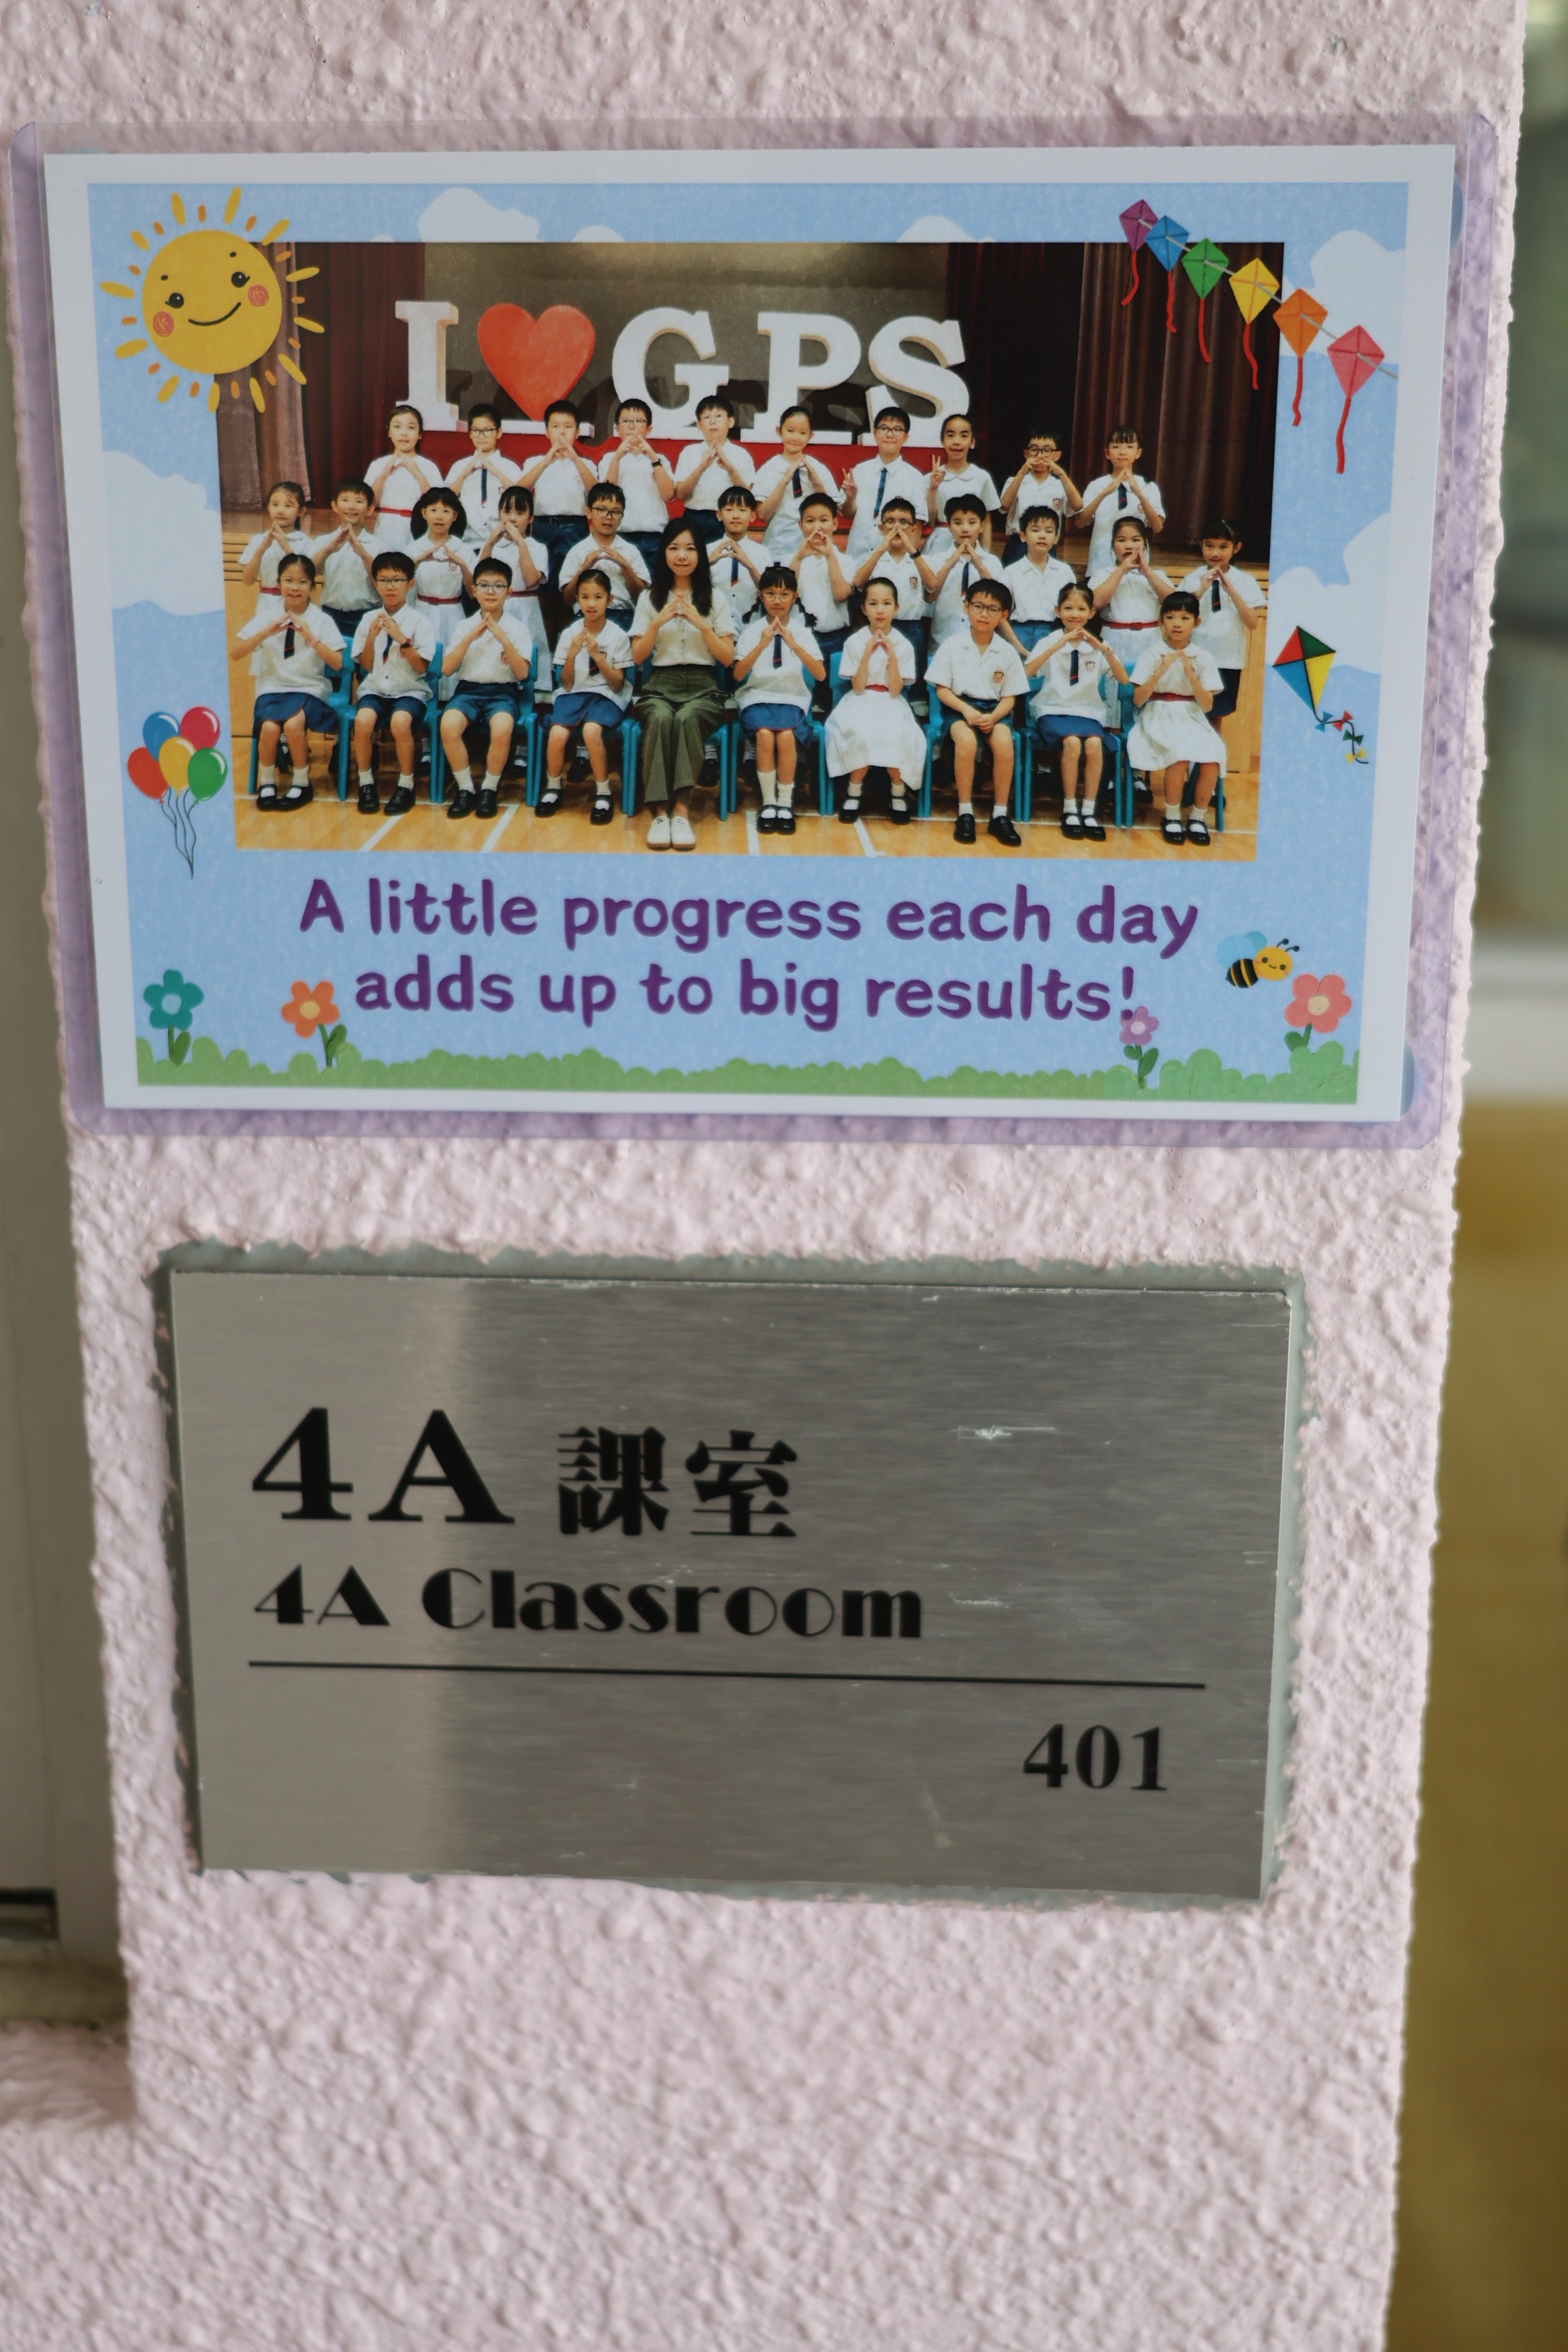 I ❤ GPS
A little progress each day
adds up to big results!
4A 課室
4A Classroom
401